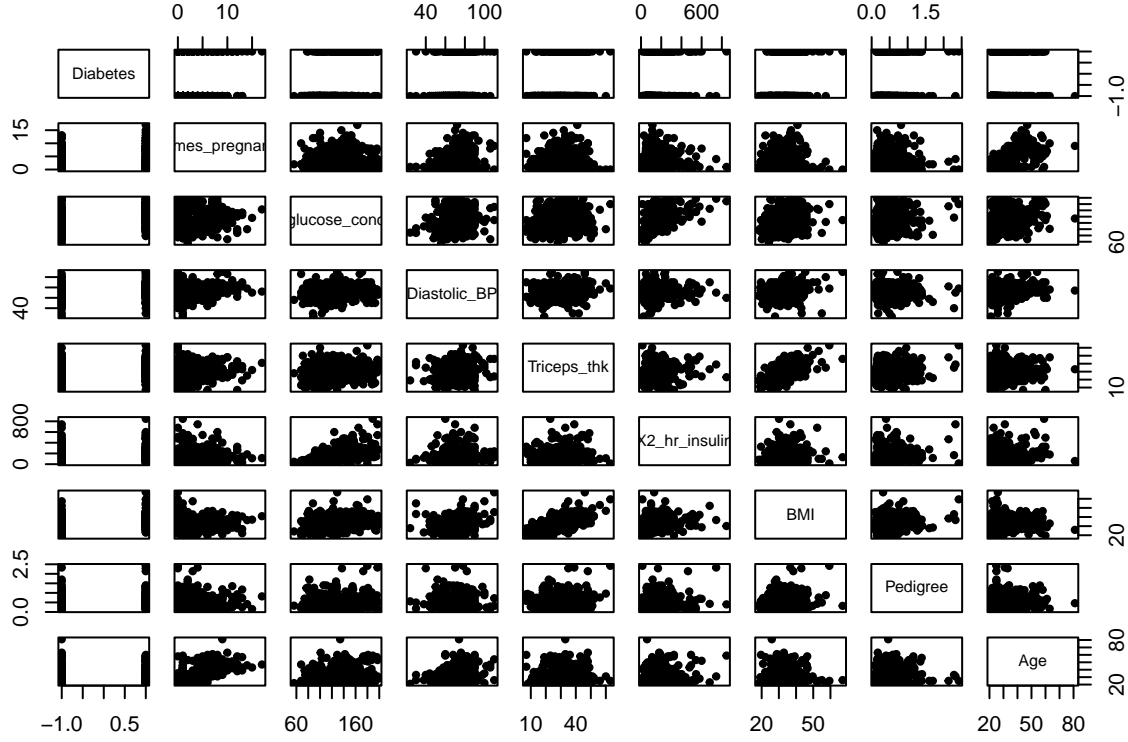 0 10
40 100
0 600
0.0 1.5
Diabetes
−1.0
0 15
mes_pregnan
glucose_conc
60
40
Diastolic_BP
Triceps_thk
10
0 800
X2_hr_insulin
BMI
20
0.0 2.5
Pedigree
Age
20 80
−1.0 0.5
60 160
10 40
20 50
20 50 80